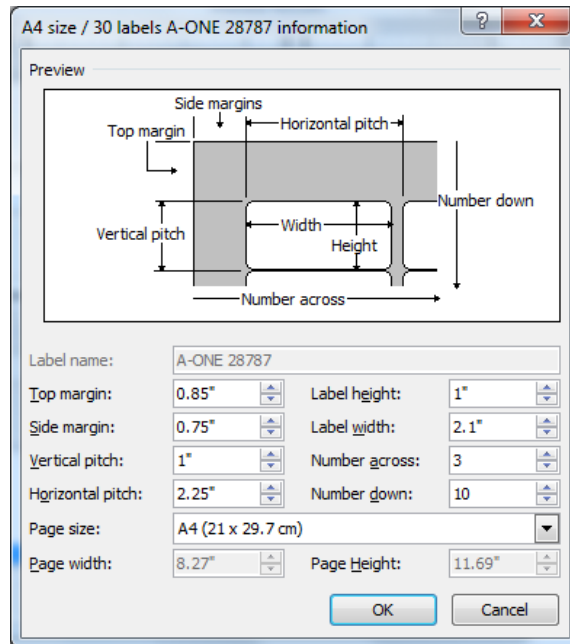 A4 size / 30 labels A-ONE 28787 information
Preview
Side margins
Top margin
Horizontal pitch
Number down
Vertical pitch
Width
Height
Number across
Label name: A-ONE 28787
Top margin: 0.85" Label height: 1"
Side margin: 0.75" Label width: 2.1"
Vertical pitch: 1" Number across: 3
Horizontal pitch: 2.25" Number down: 10
Page size: A4 (21 x 29.7 cm)
Page width: 8.27" Page Height: 11.69"
OK Cancel